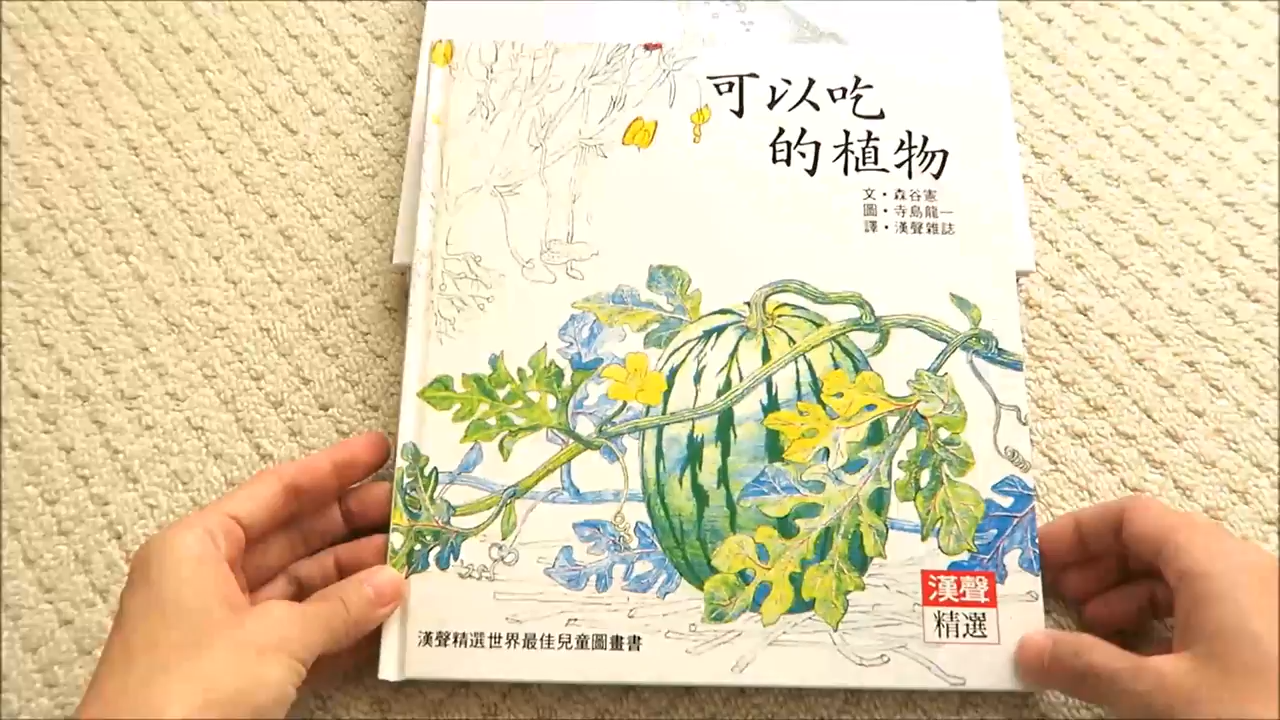 可以吃
的植物
文·森谷憲
圖·寺島龍一
譯·漢聲雜誌
漢聲
精選
漢聲精選世界最佳兒童圖畫書